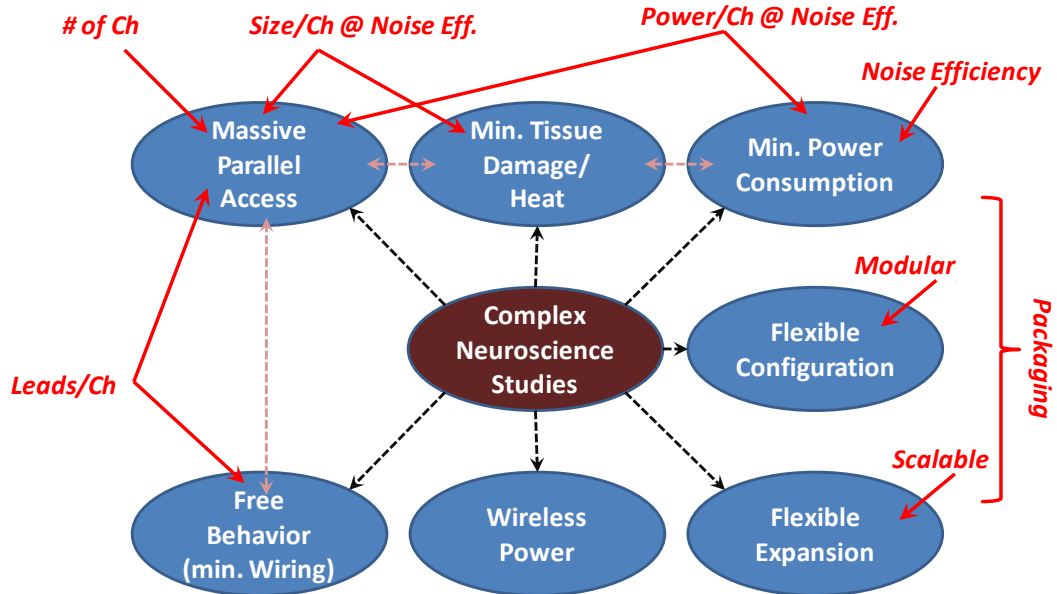 # of Ch
Size/Ch @ Noise Eff.
Power/Ch @ Noise Eff.
Noise Efficiency
Massive
Parallel
Access
Min. Tissue
Damage/
Heat
Min. Power
Consumption
Modular
Complex
Neuroscience
Studies
Flexible
Configuration
Packaging
Leads/Ch
Scalable
Free
Behavior
(min. Wiring)
Wireless
Power
Flexible
Expansion